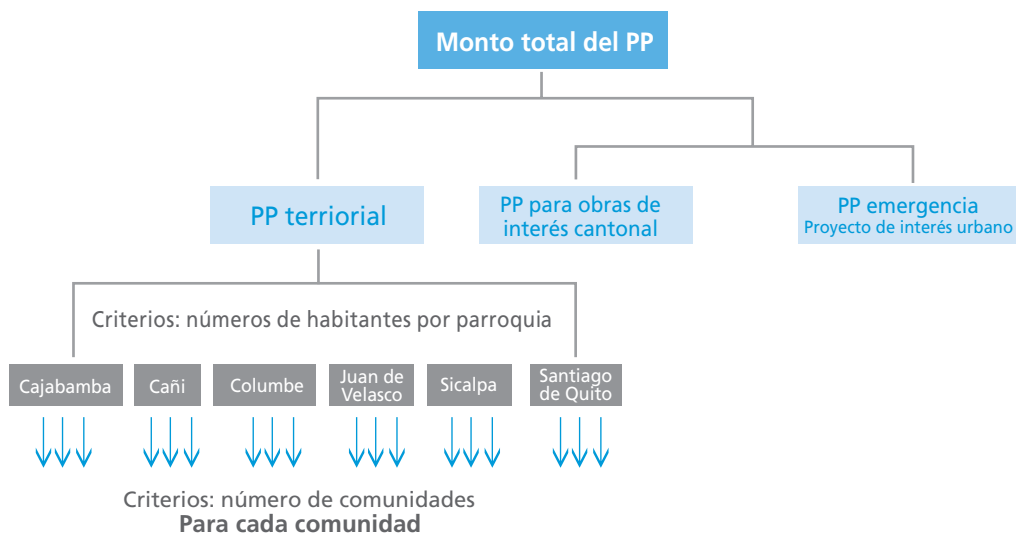 Monto total del PP
PP terriorial
PP para obras de
interés cantonal
PP emergencia
Proyecto de interés urbano
Criterios: números de habitantes por parroquia
Cajabamba
Cañi
Columbe
Juan de
Velasco
Sicalpa
Santiago
de Quito
Criterios: número de comunidades
Para cada comunidad